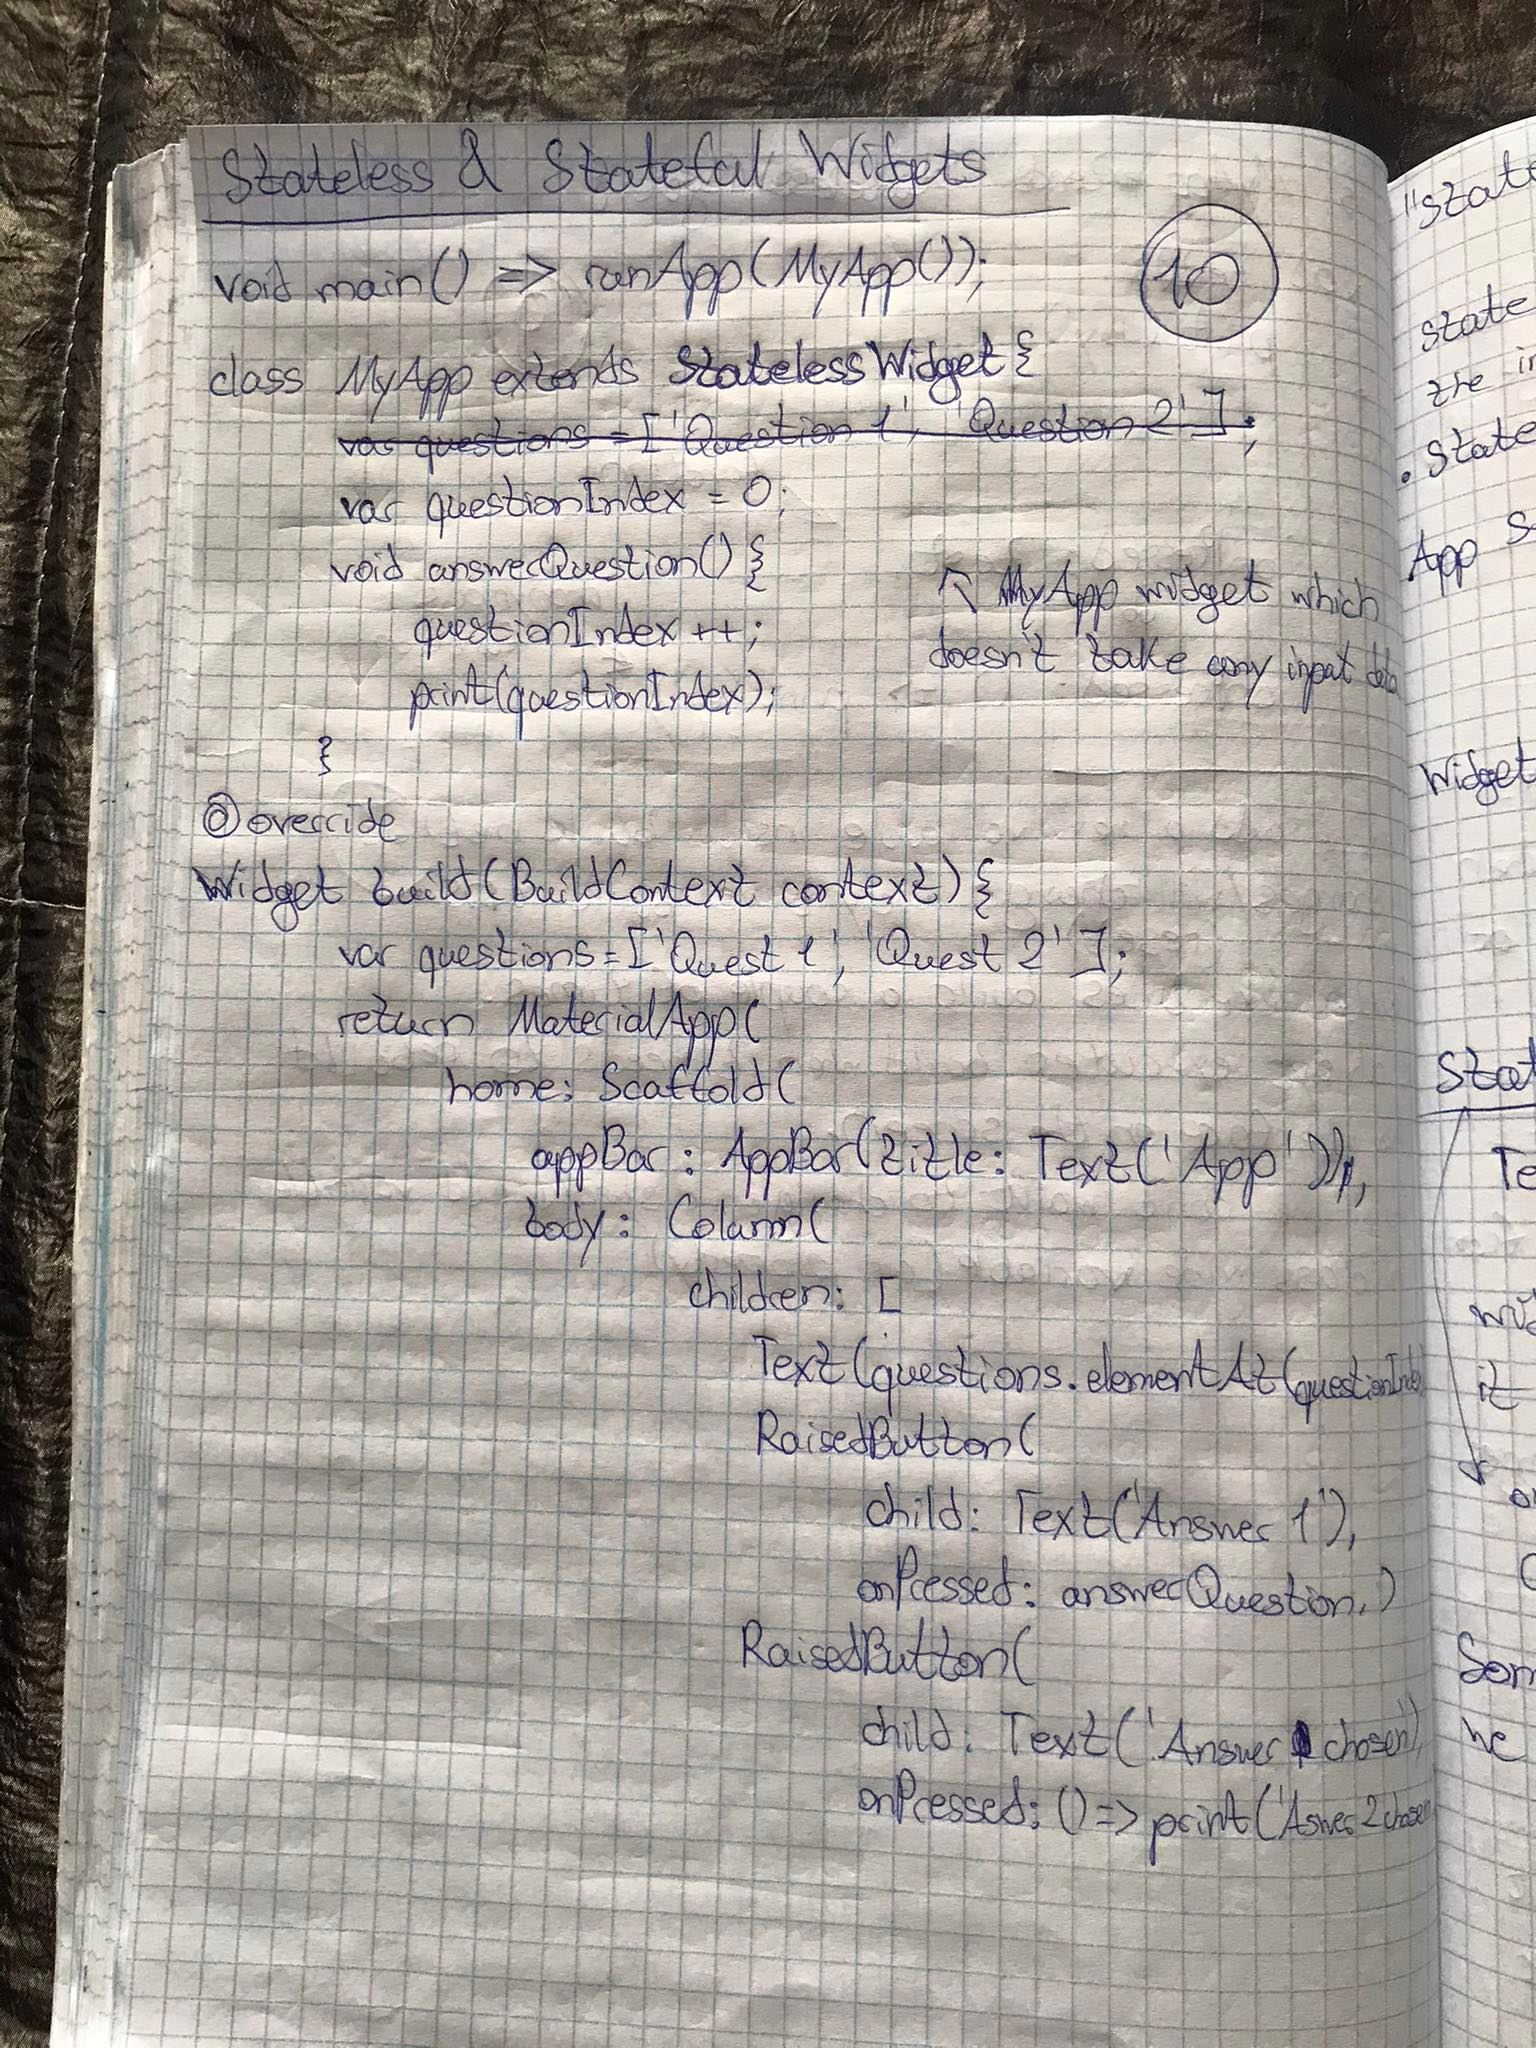 Stateless & Stateful Widgets
void main() => runApp(MyApp());
10
class MyApp extends StatelessWidget{
var questions = ['Question 1', 'Question 2'];
var questionIndex = 0;
void answerQuestion() {
questionIndex ++;
print(questionIndex);
}
↖ MyApp widget which
doesn't take any input data
@override
Widget build(BuildContext context) {
var questions = ['Quest 1', 'Quest 2'];
return MaterialApp(
home: Scaffold(
appBar: AppBar(title: Text('App')),
body: Column(
children: [
Text(questions.elementAt(questionIndex
RaisedButton(
child: Text('Answer 1'),
onPressed: answerQuestion,)
RaisedButton(
child: Text('Answer chosen'),
onPressed: () => print('Aswer 2 chosen
"State
State
the in
• State
App S
Widget
Stat
Te
wid
it
Som
we